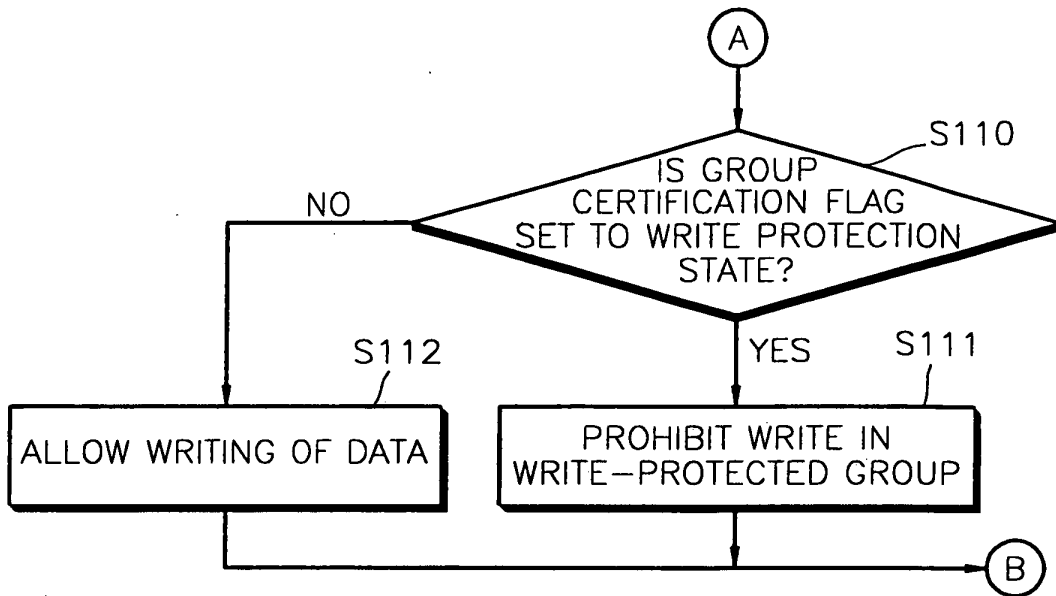 A
S110
IS GROUP
CERTIFICATION FLAG
SET TO WRITE PROTECTION
STATE?
NO
YES
S112
S111
ALLOW WRITING OF DATA
PROHIBIT WRITE IN
WRITE-PROTECTED GROUP
B